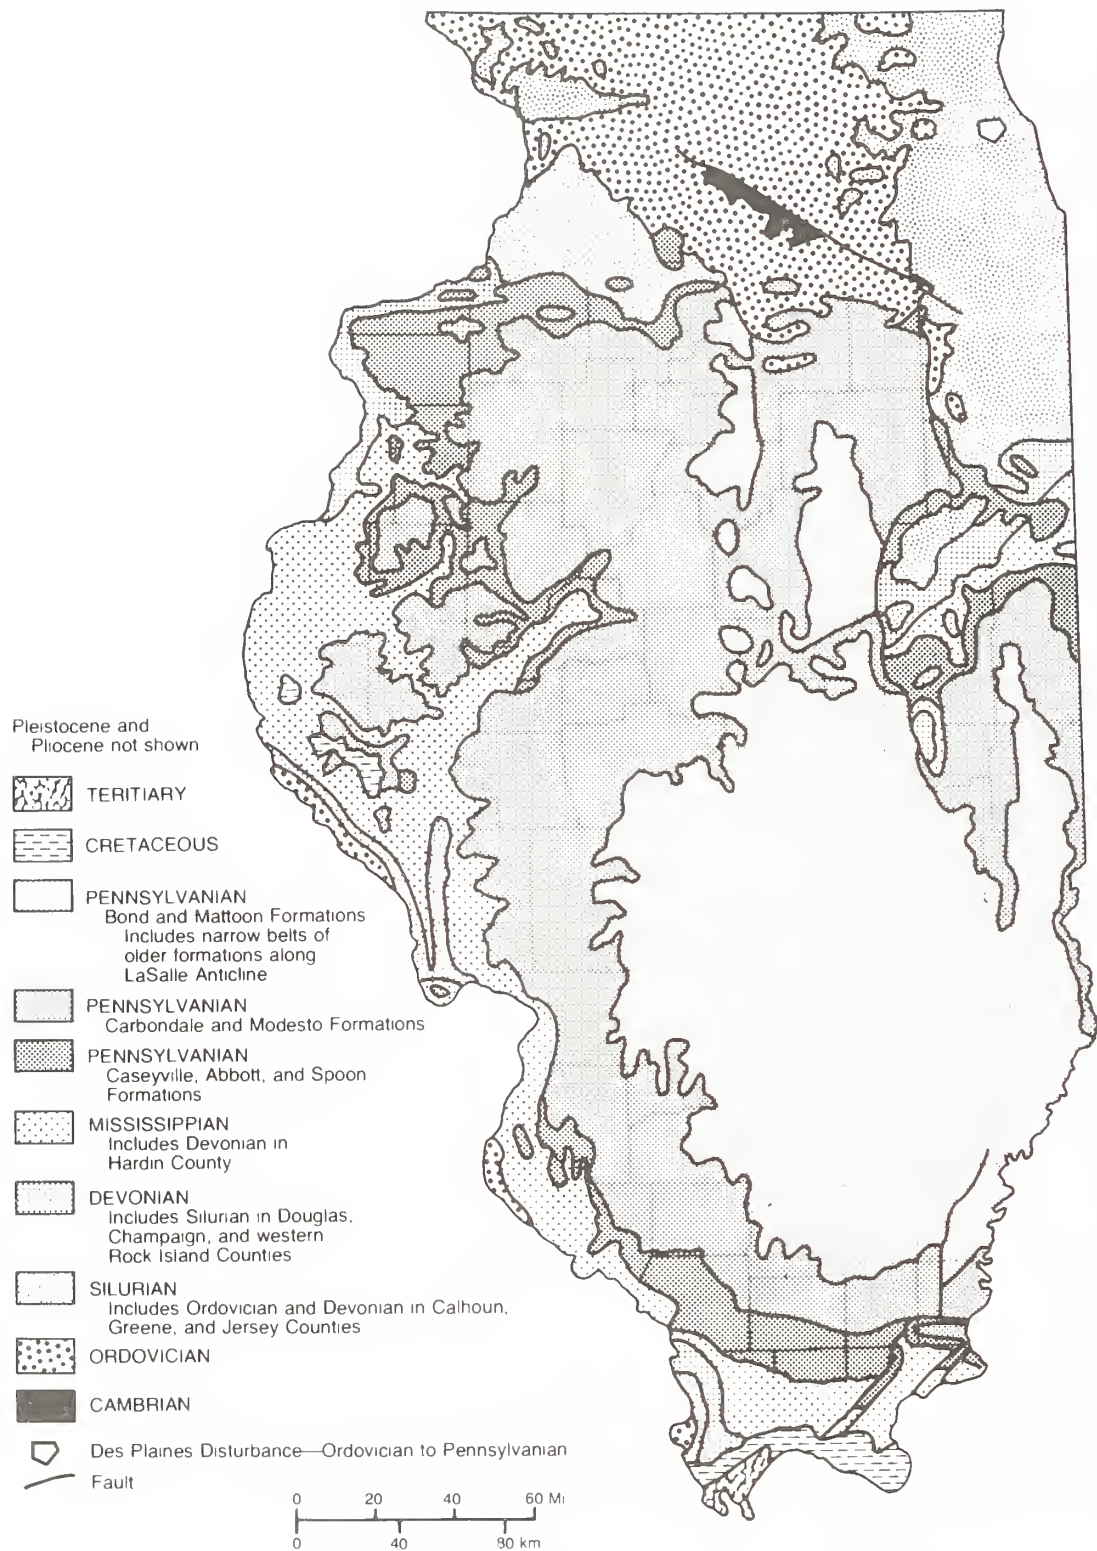 Pleistocene and
Pliocene not shown
TERITIARY
CRETACEOUS
PENNSYLVANIAN
Bond and Mattoon Formations
Includes narrow belts of
older formations along
LaSalle Anticline
PENNSYLVANIAN
Carbondale and Modesto Formations
PENNSYLVANIAN
Caseyville, Abbott, and Spoon
Formations
MISSISSIPPIAN
Includes Devonian in
Hardin County
DEVONIAN
Includes Silurian in Douglas,
Champaign, and western
Rock Island Counties
SILURIAN
Includes Ordovician and Devonian in Calhoun,
Greene, and Jersey Counties
ORDOVICIAN
CAMBRIAN
Des Plaines Disturbance—Ordovician to Pennsylvanian
Fault
0 20 40 60 Mi
0 40 80 km